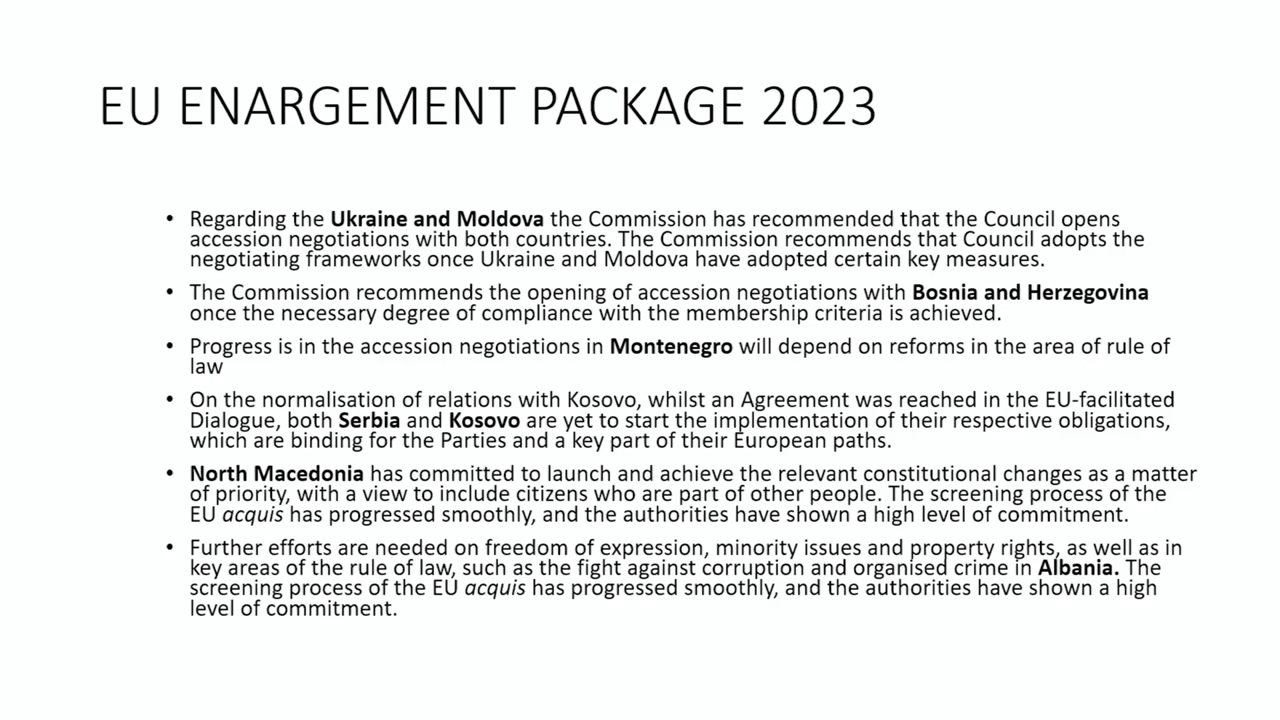 EU ENARGEMENT PACKAGE 2023
• Regarding the Ukraine and Moldova the Commission has recommended that the Council opens
accession negotiations with both countries. The Commission recommends that Council adopts the
negotiating frameworks once Ukraine and Moldova have adopted certain key measures.
• The Commission recommends the opening of accession negotiations with Bosnia and Herzegovina
once the necessary degree of compliance with the membership criteria is achieved.
• Progress is in the accession negotiations in Montenegro will depend on reforms in the area of rule of
law
• On the normalisation of relations with Kosovo, whilst an Agreement was reached in the EU-facilitated
Dialogue, both Serbia and Kosovo are yet to start the implementation of their respective obligations,
which are binding for the Parties and a key part of their European paths.
• North Macedonia has committed to launch and achieve the relevant constitutional changes as a matter
of priority, with a view to include citizens who are part of other people. The screening process of the
EU acquis has progressed smoothly, and the authorities have shown a high level of commitment.
• Further efforts are needed on freedom of expression, minority issues and property rights, as well as in
key areas of the rule of law, such as the fight against corruption and organised crime in Albania. The
screening process of the EU acquis has progressed smoothly, and the authorities have shown a high
level of commitment.